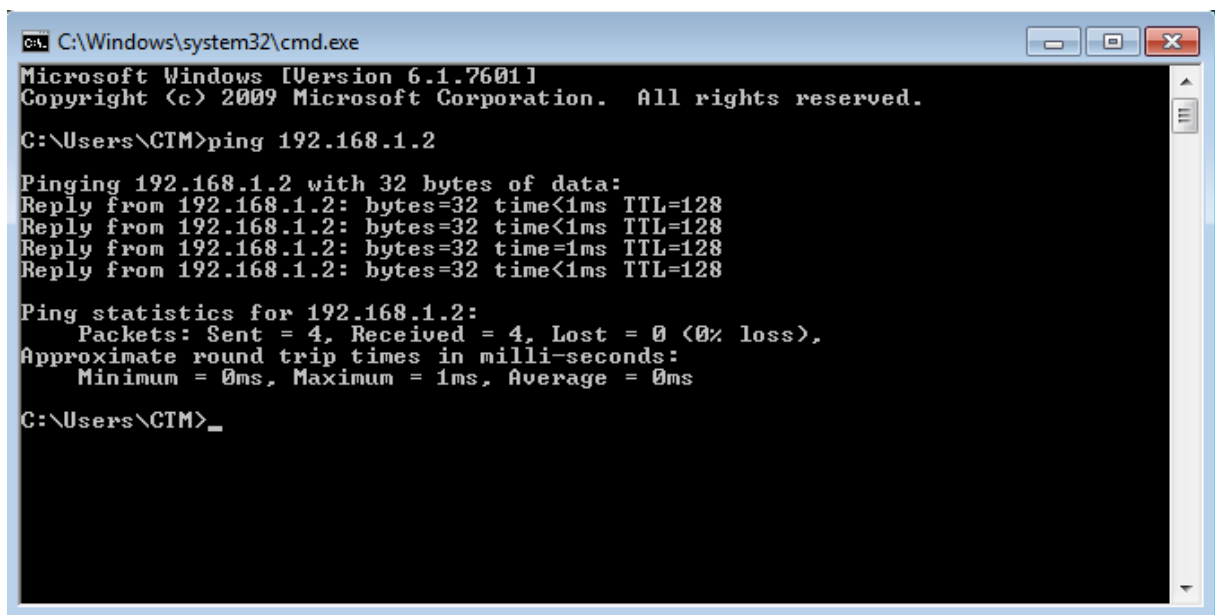 C:\Windows\system32\cmd.exe
Microsoft Windows [Version 6.1.7601]
Copyright (c) 2009 Microsoft Corporation.  All rights reserved.
C:\Users\CTM>ping 192.168.1.2
Pinging 192.168.1.2 with 32 bytes of data:
Reply from 192.168.1.2: bytes=32 time<1ms TTL=128
Reply from 192.168.1.2: bytes=32 time<1ms TTL=128
Reply from 192.168.1.2: bytes=32 time=1ms TTL=128
Reply from 192.168.1.2: bytes=32 time<1ms TTL=128
Ping statistics for 192.168.1.2:
    Packets: Sent = 4, Received = 4, Lost = 0 (0% loss),
Approximate round trip times in milli-seconds:
    Minimum = 0ms, Maximum = 1ms, Average = 0ms
C:\Users\CTM>_